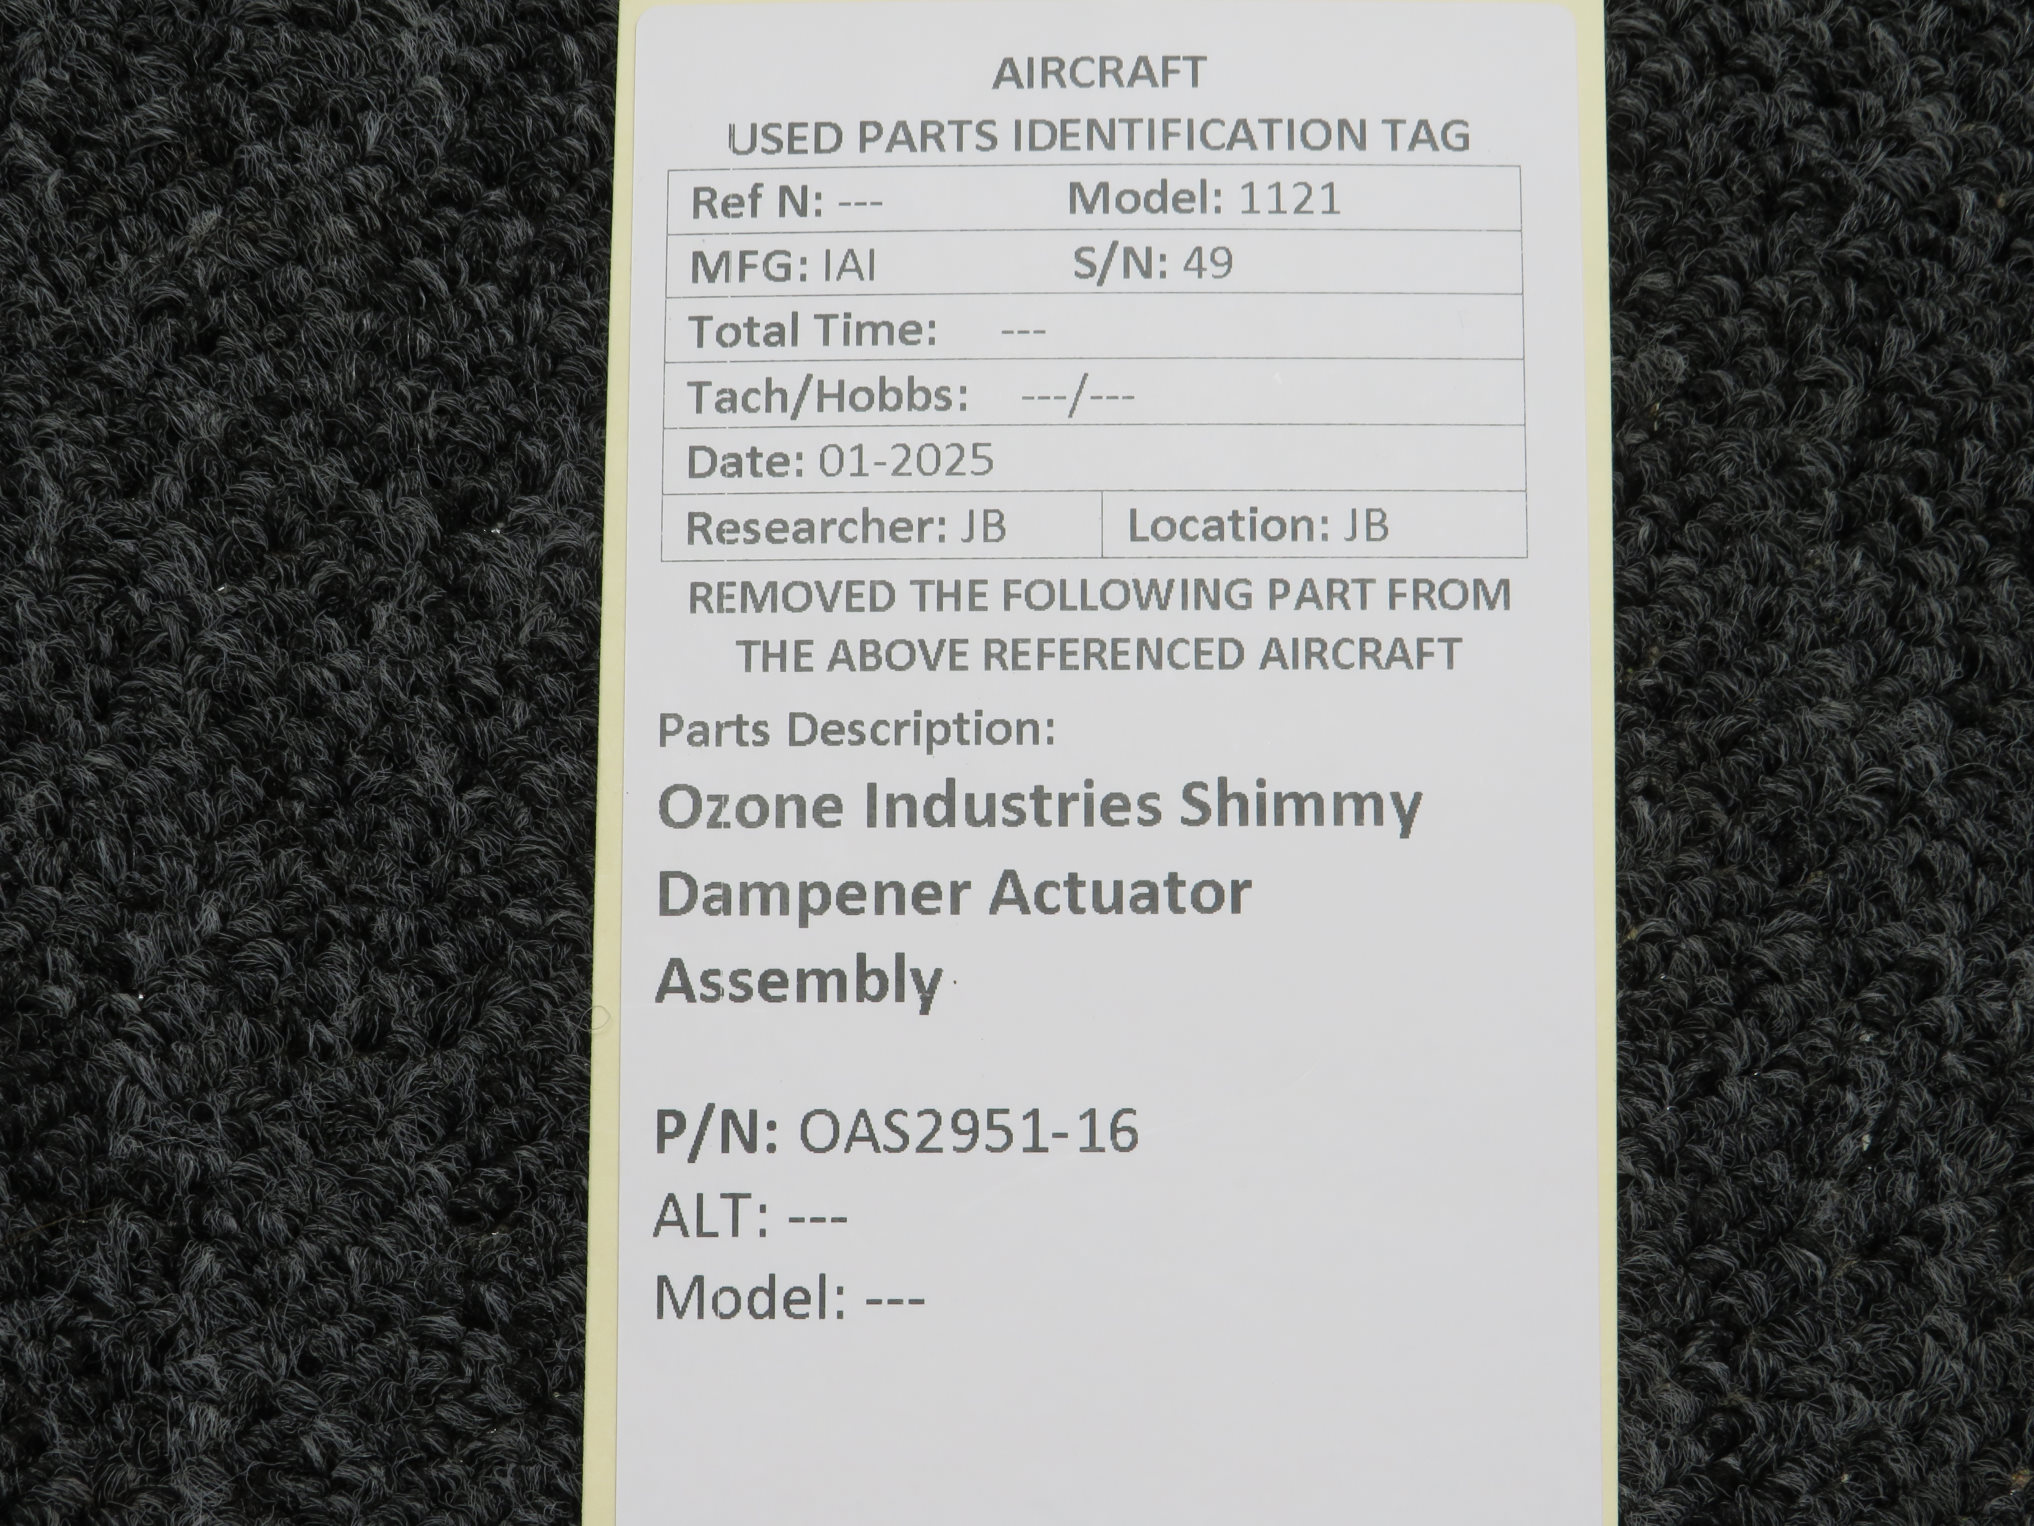 AIRCRAFT
USED PARTS IDENTIFICATION TAG
Ref N: --- Model: 1121
MFG: IAI S/N: 49
Total Time: ---
Tach/Hobbs: ---/---
Date: 01-2025
Researcher: JB Location: JB
REMOVED THE FOLLOWING PART FROM
THE ABOVE REFERENCED AIRCRAFT
Parts Description:
Ozone Industries Shimmy
Dampener Actuator
Assembly
P/N: OAS2951-16
ALT: ---
Model: ---